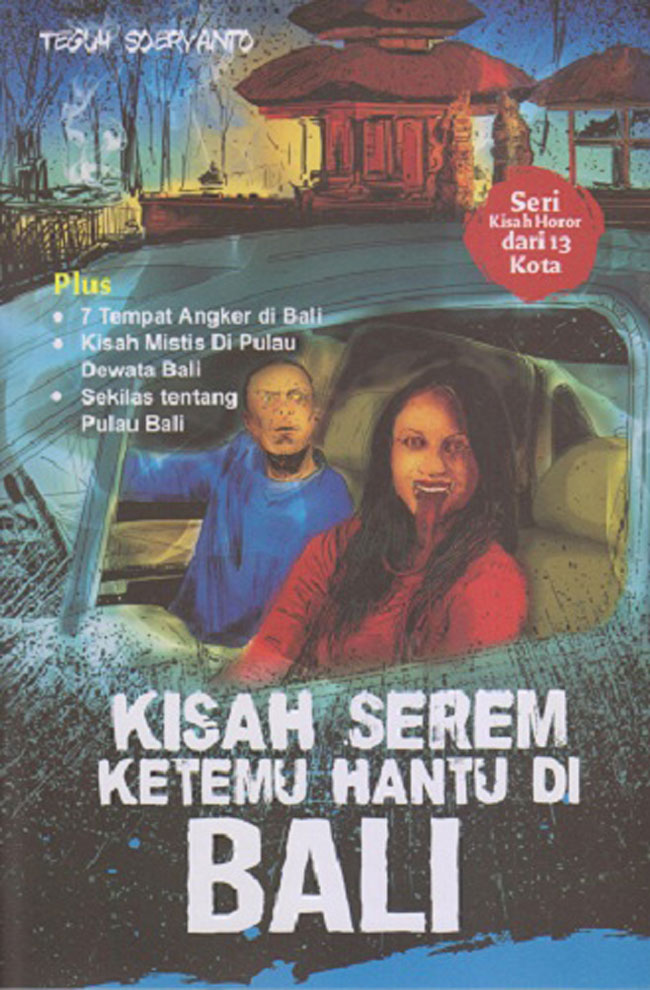 TEGUH SOERYANTO
Seri
Kisah Horor
dari 13
Kota
Plus
• 7 Tempat Angker di Bali
• Kisah Mistis Di Pulau
Dewata Bali
• Sekilas tentang
Pulau Bali
KISAH SEREM
KETEMU HANTU DI
BALI